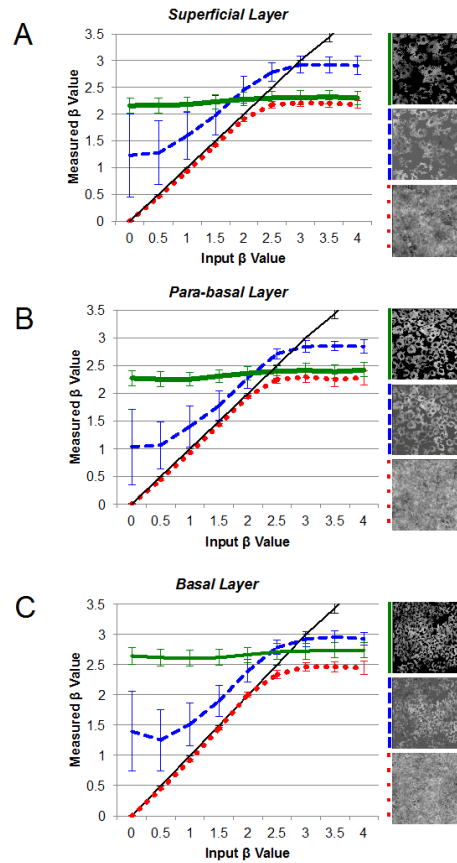 A
Superficial Layer
Measured β Value
3.5
3
2.5
2
1.5
1
0.5
0
0 0.5 1 1.5 2 2.5 3 3.5 4
Input β Value
B
Para-basal Layer
Measured β Value
3.5
3
2.5
2
1.5
1
0.5
0
0 0.5 1 1.5 2 2.5 3 3.5 4
Input β Value
C
Basal Layer
Measured β Value
3.5
3
2.5
2
1.5
1
0.5
0
0 0.5 1 1.5 2 2.5 3 3.5 4
Input β Value